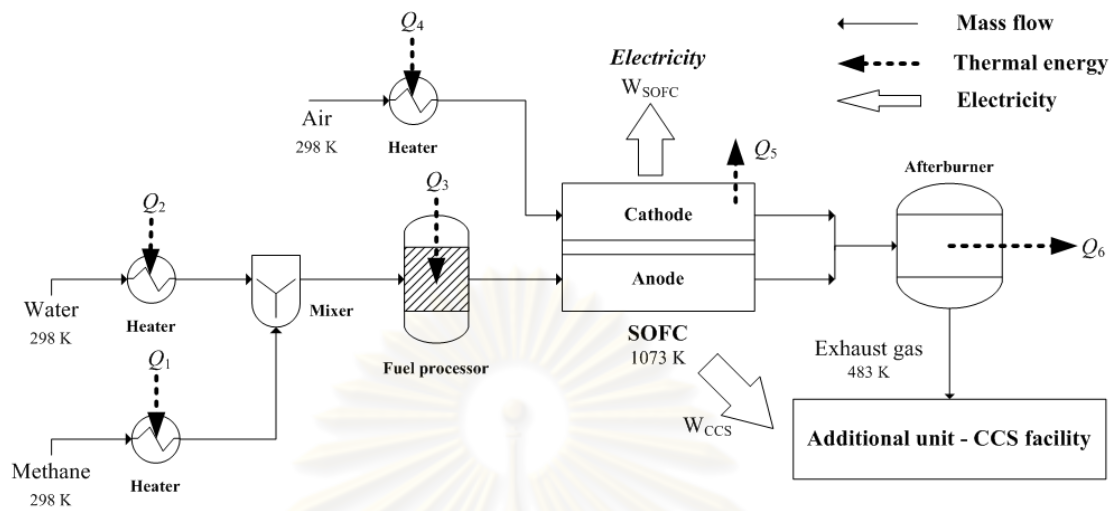 Q4
Air
298 K
Heater
Electricity
WSOFC
Mass flow
Thermal energy
Electricity
Q2
Water
298 K
Heater
Mixer
Q3
Fuel processor
Q1
Methane
298 K
Heater
Cathode
Anode
SOFC
1073 K
Q5
WCCS
Afterburner
Q6
Exhaust gas
483 K
Additional unit - CCS facility